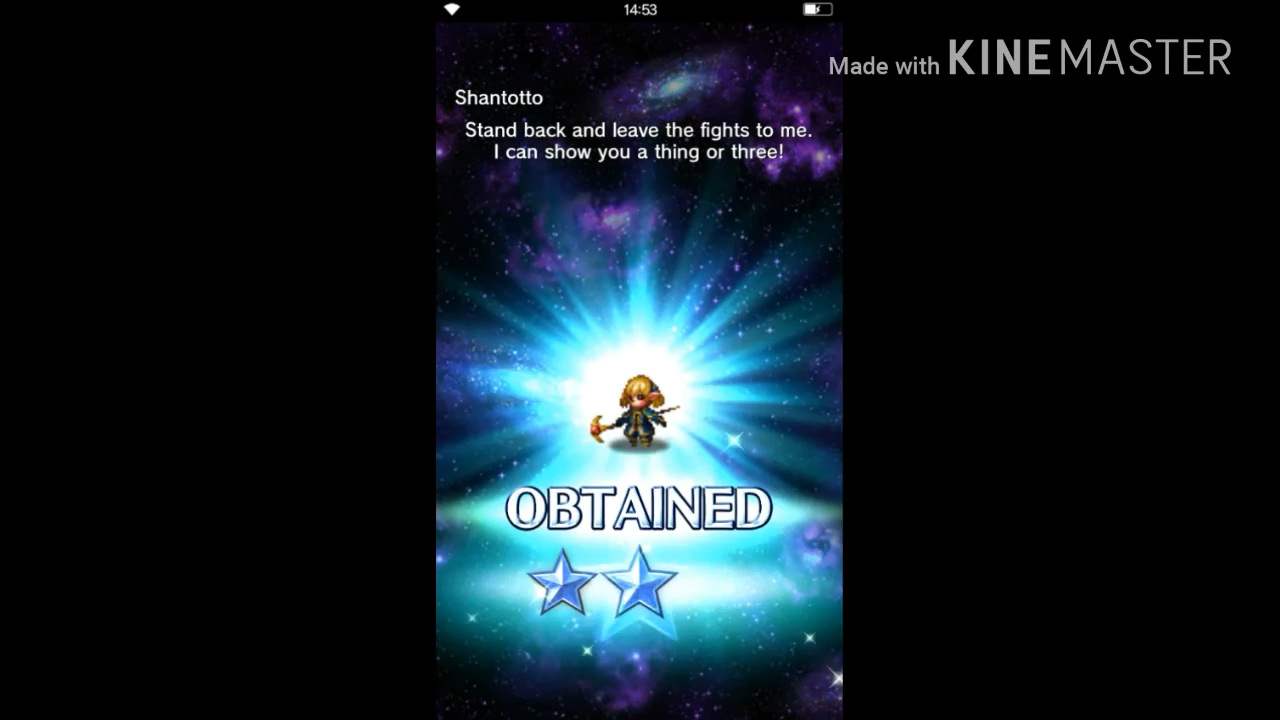 14:53
Made with KINEMASTER
Shantotto
Stand back and leave the fights to me.
I can show you a thing or three!
OBTAINED